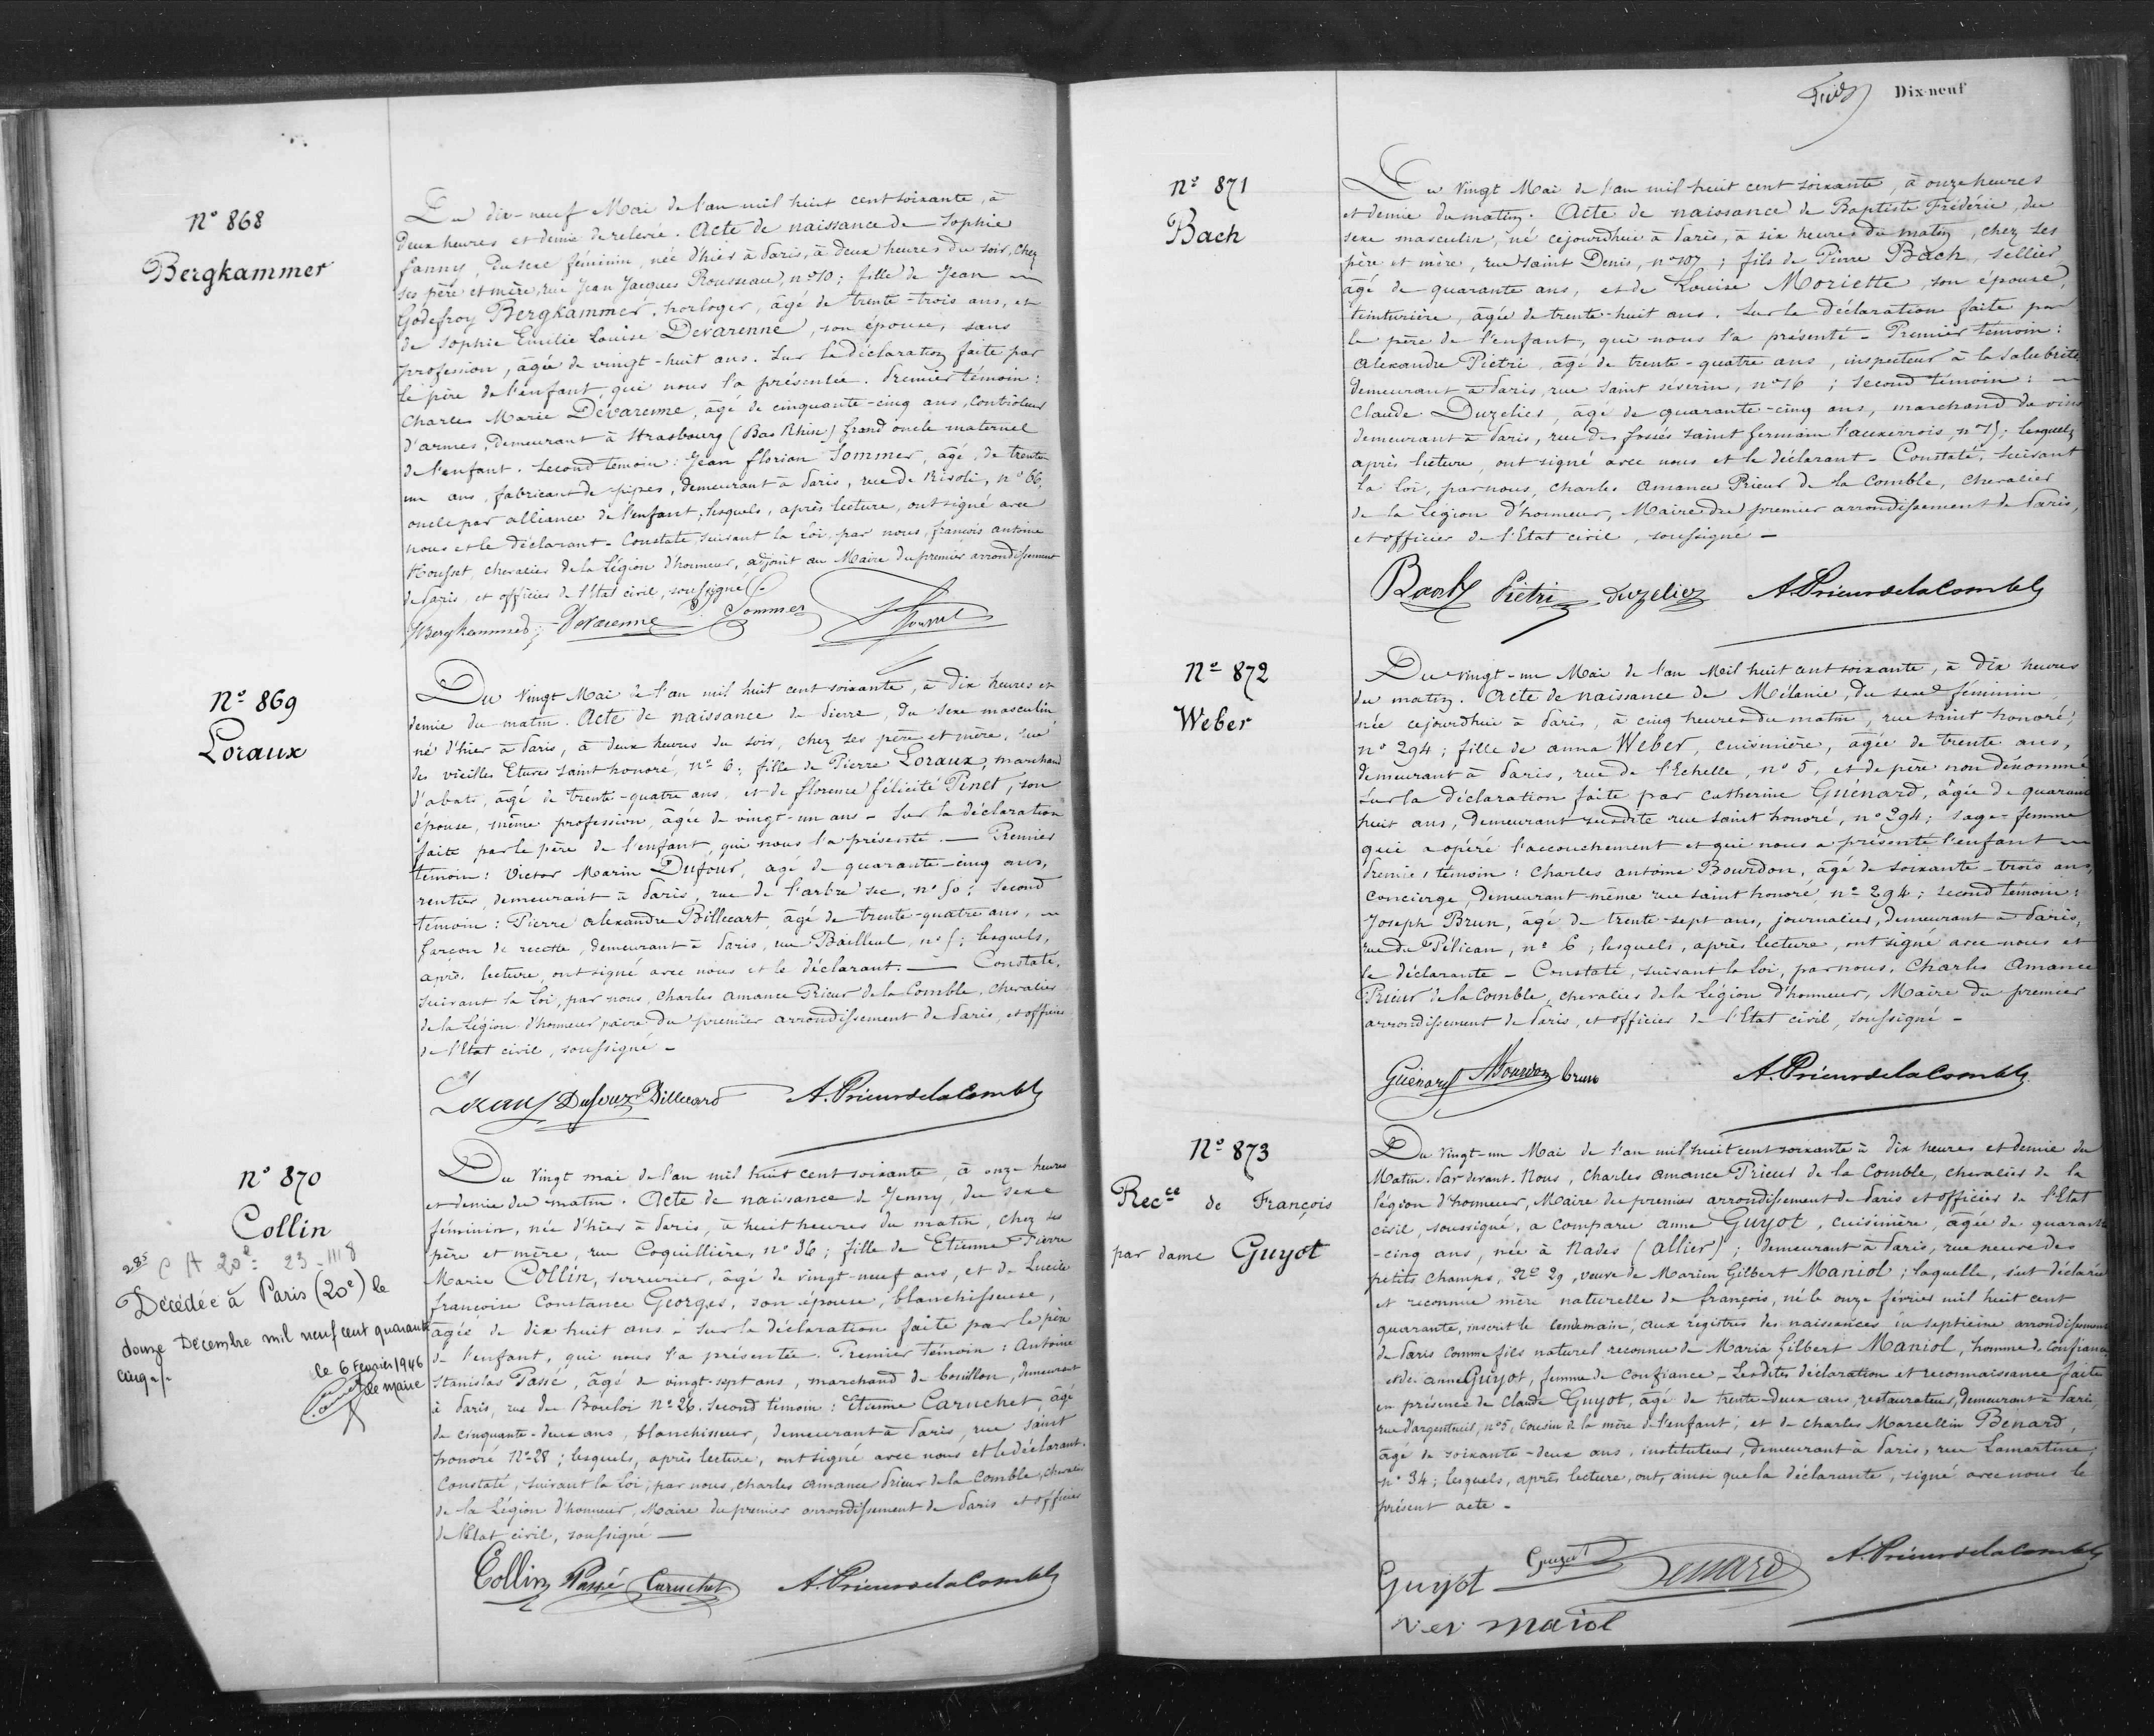 N° 868
Bergkammer
Du dix-neuf Mai de l'an mil huit cent soixante, à
deux heures et demie de relevée. Acte de naissance de Sophie
fanny, du sexe féminin, née d'hier à Paris, à deux heures du soir, chez
ses père et mère, rue Jean Jacques Rousseau, n° 10; fille de Jean
Godefroy Bergkammer, horloger, âgé de trente-trois ans, et
de Sophie Emilie Louise Devarenne, son épouse, sans
profession, âgée de vingt-huit ans. Sur la déclaration faite par
le père de l'enfant, qui nous l'a présentée. Premier témoin:
Charles Marie Devarenne, âgé de cinquante-cinq ans, Controleur
d'armes, demeurant à Strasbourg (Bas Rhin) grand oncle maternel
de l'enfant. Second temoin: Jean florian Sommer, âgé de trente
un ans, fabricant de pipes, demeurant à Paris, rue de Rivoli, n° 66,
oncle par alliance de l'enfant; lesquels, après lecture, ont signé avec
nous et le déclarant. Constaté, suivant la Loi, par nous, françois antoine
Housset, chevalier de la Légion d'honneur, adjoint au Maire du premier arrondissement
de Paris, et officier de l'Etat civil, soussigné
JBergkammer; Devarenne Sommer
N° 869
Loraux
Du Vingt Mai de l'an mil huit cent soixante, à dix heures et
demie du matin. Acte de naissance de Pierre, du sexe masculin
né d'hier à Paris, à deux heures du soir, chez ses père et mère, rue
des vieilles Etuves saint honoré, n° 6; fille de Pierre Loraux, marchand
d'abats, âgé de trente-quatre ans, et de florence félicité Pinet, son
épouse, même profession, âgée de vingt-un ans - Sur la déclaration
faite par le père de l'enfant, qui nous l'a présenté. — Premier
témoin: Victor Marin Dufour, âgé de quarante-cinq ans,
rentier, demeurant à Paris, rue de l'arbre sec, n° 50; Second
témoin: Pierre alexandre Billecart, âgé de trente-quatre ans,
garçon de recette, demeurant à Paris, rue Bailleul, n° 5; lesquels,
après lecture, ont signé avec nous et le déclarant. — Constaté,
suivant la Loi, par nous, Charles amance Prieur de la Comble, chevalier
de la Légion d'honneur, maire du premier arrondissement de Paris, et officier
de l'Etat civil, soussigné -
Loraux Dufour Billecard A. Prieur de la Comble
N° 870
Collin
C A 20e: 23-1118
Décédée à Paris (20e) le
douze Décembre mil neuf cent quarante
cinq./.
le 6 Février 1946
le Maire
Du Vingt mai de l'an mil huit cent soixante, à onze heures
et demie du matin. Acte de naissance de Jenny, du sexe
féminin, née d'hier à Paris, à huit heures du matin, chez ses
père et mère, rue Coquillière, n° 36; fille de Etienne Pierre
Marie Collin, serrurier, âgé de vingt-neuf ans, et de Lucile
françoise Constance Georges, son épouse, blanchisseuse,
âgée de dix huit ans - Sur la déclaration faite par le père
de l'enfant, qui nous l'a présentée. Premier témoin: Antoine
Stanislas Passé, âgé de vingt-sept ans, marchand de bouillon, demeurant
à Paris, rue du Bouloi N° 26. Second témoin: Etienne Caruchet, âgé
de cinquante-deux ans, blanchisseur, demeurant à Paris, rue saint
honoré N° 28; lesquels, après lecture, ont signé avec nous et le déclarant.
Constaté, suivant la Loi, par nous, Charles amance Prieur de la Comble, chevalier
de la Légion d'honneur, Maire du premier arrondissement de Paris et officier
de l'Etat civil, soussigné —
Collin Passé Caruchet A. Prieur de la Comble
Dix-neuf
N° 871
Bach
Du Vingt Mai de l'an mil huit cent soixante, à onze heures
et demie du matin. Acte de naissance de Baptiste Frédéric, du
sexe masculin, né cejourdhui à Paris, à six heures du matin, chez ses
père et mère, rue saint Denis, n° 107; fils de Pierre Bach, sellier,
âgé de quarante ans, et de Louise Moriette, son épouse,
teinturière, âgée de trente-huit ans. Sur la déclaration faite par
le père de l'enfant, qui nous l'a présenté - Premier témoin:
alexandre Pietri, âgé de trente-quatre ans, inspecteur à la salubrité
demeurant à Paris, rue saint séverin, n° 16; second témoin:
Claude Duzelier, âgé de quarante-cinq ans, marchand de vins
demeurant à Paris, rue des fossés saint germain l'auxerrois, n° 15; lesquels
après lecture, ont signé avec nous et le déclarant - Constaté, suivant
la Loi, par nous, Charles amance Prieur de la Comble, chevalier
de la Légion d'honneur, Maire du premier arrondissement de Paris,
et officier de l'Etat civil, soussigné —
Bach Pietri Duzeliez A. Prieur de la Comble
N° 872
Weber
Du vingt-un Mai de l'an Mil huit cent soixante, à dix heures
du matin. Acte de naissance de Mélanie, du sexe féminin
née cejourdhui à Paris, à cinq heures du matin, rue saint honoré,
n° 294; fille de anna Weber, cuisinière, âgée de trente ans,
demeurant à Paris, rue de l'Echelle, n° 5, et de père non dénommé
Sur la déclaration faite par catherine Guénard, âgée de quarante
huit ans, demeurant susdite rue saint honoré, n° 294; sage-femme
qui a opéré l'accouchement et qui nous a présenté l'enfant
Premier témoin: Charles antoine Bourdon, âgé de soixante-trois ans,
concierge, demeurant même rue saint honoré, n° 294; second témoin:
Joseph Brun, âgé de trente-sept ans, journalier, demeurant à Paris,
rue du Pélican, n° 6; lesquels, après lecture, ont signé avec nous et
la déclarante - Constaté, suivant la Loi, par nous, Charles Amance
Prieur de la Comble, chevalier de la Légion d'honneur, Maire du premier
arrondissement de Paris, et officier de l'Etat civil, soussigné -
Guénard Bourdon brun A. Prieur de la Comble
N° 873
Recce de François
par dame Guyot
Du Vingt-un Mai de l'an mil huit cent soixante à dix heures et demie du
Matin. Par devant Nous, Charles amance Prieur de la Comble, chevalier de la
légion d'honneur, Maire du premier arrondissement de Paris et officier de l'Etat
civil, soussigné, a comparu anne Guyot, cuisinière, âgée de quarante
-cinq ans, née à Nades (Allier); demeurant à Paris, rue neuve des
petits champs, N° 29, veuve de Marien Gilbert Maniol; laquelle, s'est déclarée
et reconnue mère naturelle de françois, né le onze février mil huit cent
quarante, inscrit le lendemain, aux régistres des naissances du septième arrondissement
de Paris comme fils naturel reconnu de Maria Gilbert Maniol, homme de confiance
et de anne Guyot, femme de confiance - Lesdites déclaration et reconnaissance faite
en présence de Claude Guyot, âgé de trente-deux ans, restaurateur, demeurant à Paris
rue d'argenteuil, n° 5, cousin de la mère de l'enfant; et de charles Marcellin Benard,
âgé de soixante-deux ans, instituteur, demeurant à Paris, rue Lamartine,
n° 34; lesquels, après lecture, ont, ainsi que la déclarante, signé avec nous le
présent acte -
Guyot Guyot Benard A. Prieur de la Comble